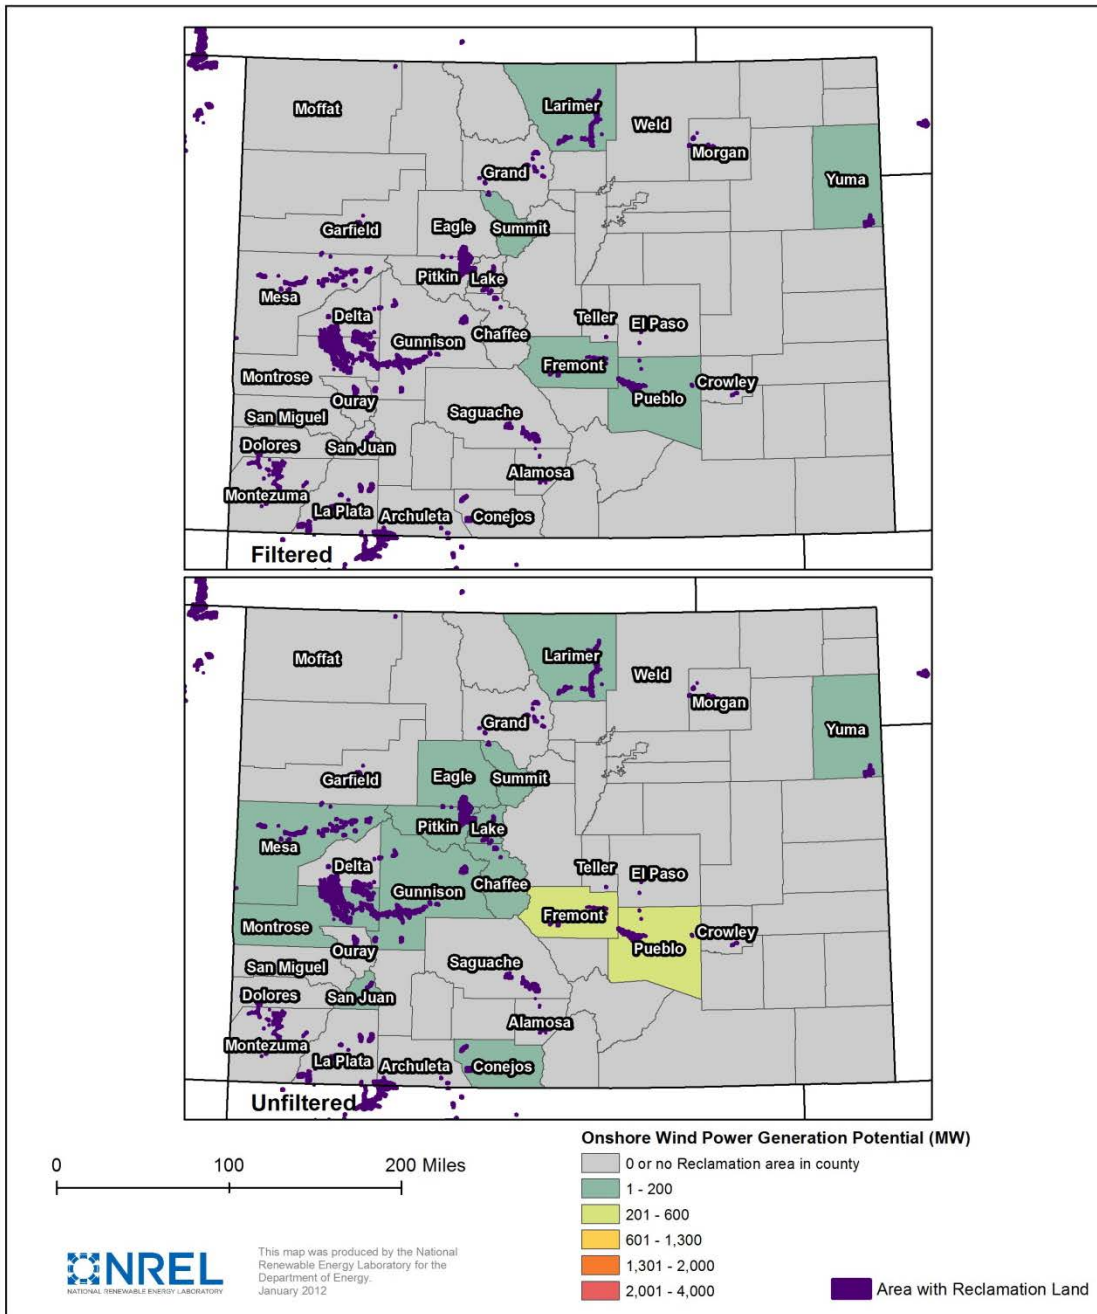 Moffat
Larimer
Weld
Morgan
Grand
Yuma
Garfield
Eagle
Summit
Pitkin
Lake
Mesa
Delta
Teller
El Paso
Gunnison
Chaffee
Fremont
Crowley
Montrose
Ouray
Pueblo
San Miguel
Saguache
Dolores
San Juan
Alamosa
Montezuma
La Plata
Archuleta
Conejos
Filtered
Moffat
Larimer
Weld
Morgan
Grand
Yuma
Garfield
Eagle
Summit
Pitkin
Lake
Mesa
Delta
Teller
El Paso
Gunnison
Chaffee
Fremont
Crowley
Montrose
Ouray
Pueblo
San Miguel
Saguache
Dolores
San Juan
Alamosa
Montezuma
La Plata
Archuleta
Conejos
Unfiltered
Onshore Wind Power Generation Potential (MW)
0 or no Reclamation area in county
1 - 200
201 - 600
601 - 1,300
1,301 - 2,000
2,001 - 4,000
Area with Reclamation Land
0 100 200 Miles
NREL
NATIONAL RENEWABLE ENERGY LABORATORY
This map was produced by the National
Renewable Energy Laboratory for the
Department of Energy.
January 2012